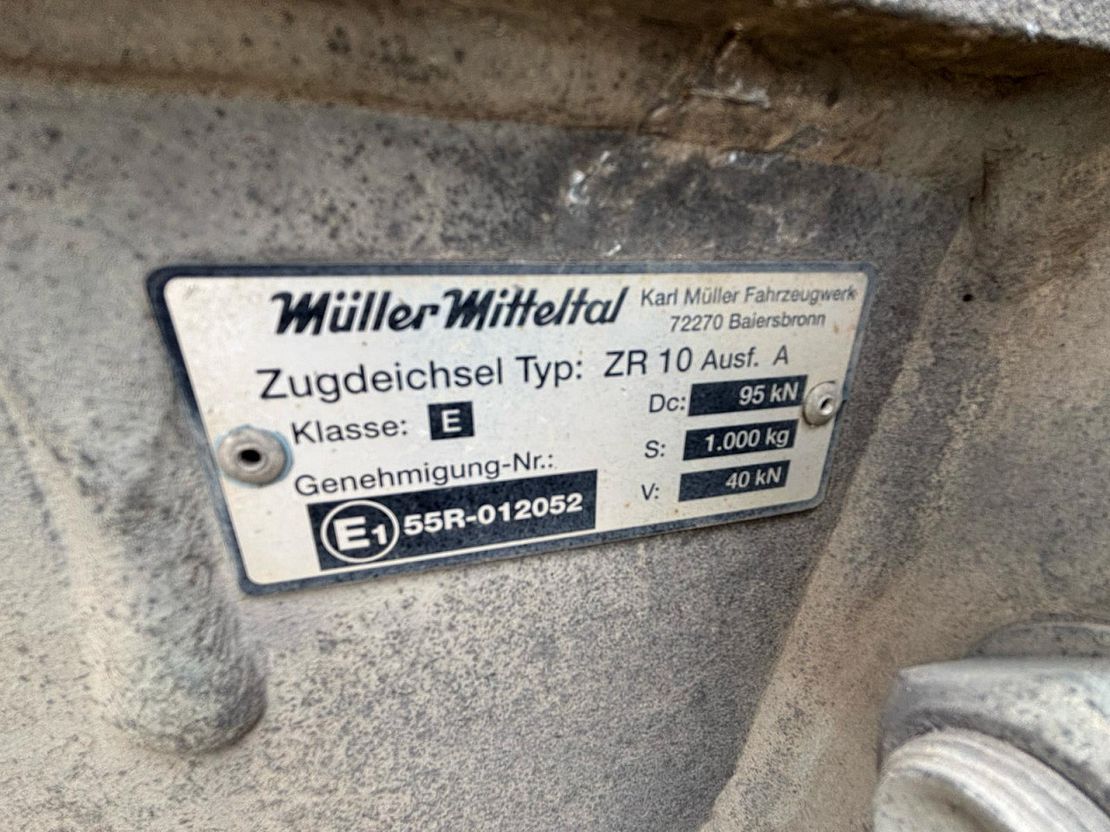 Müller Mitteltal
Karl Müller Fahrzeugwerk
72270 Baiersbronn
Zugdeichsel Typ: ZR 10 Ausf. A
Klasse: E
Dc: 95 kN
Genehmigung-Nr.:
S: 1.000 kg
E1 55R-012052
V: 40 kN